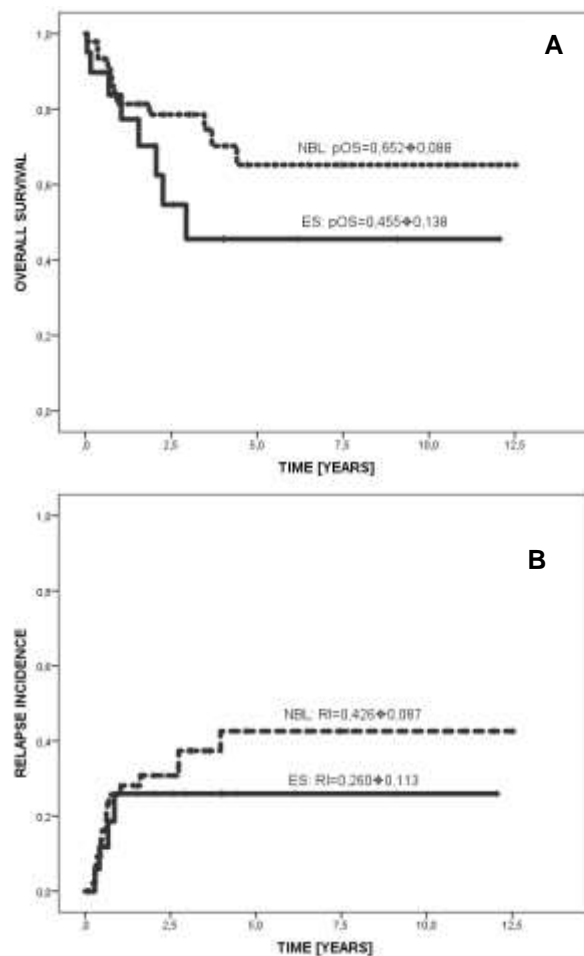 A
1,0
0,8
0,6
0,4
0,2
0,0
OVERALL SURVIVAL
NBL: pOS=0,652⌖0,088
ES: pOS=0,455⌖0,138
,0 2,5 5,0 7,5 10,0 12,5
TIME [YEARS]
B
1,0
0,8
0,6
0,4
0,2
0,0
RELAPSE INCIDENCE
NBL: RI=0,426⌖0,087
ES: RI=0,260⌖0,113
,0 2,5 5,0 7,5 10,0 12,5
TIME [YEARS]